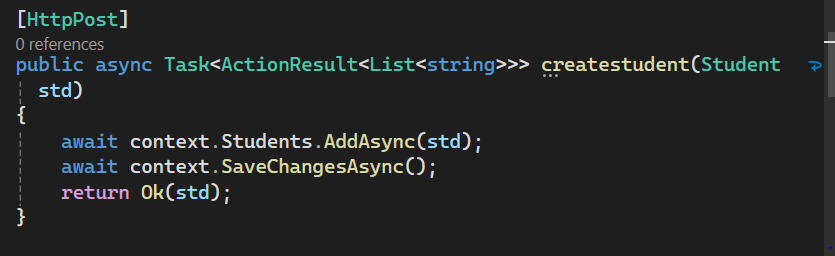 [HttpPost]
0 references
public async Task<ActionResult<List<string>>> createstudent(Student
std)
{
await context.Students.AddAsync(std);
await context.SaveChangesAsync();
return Ok(std);
}